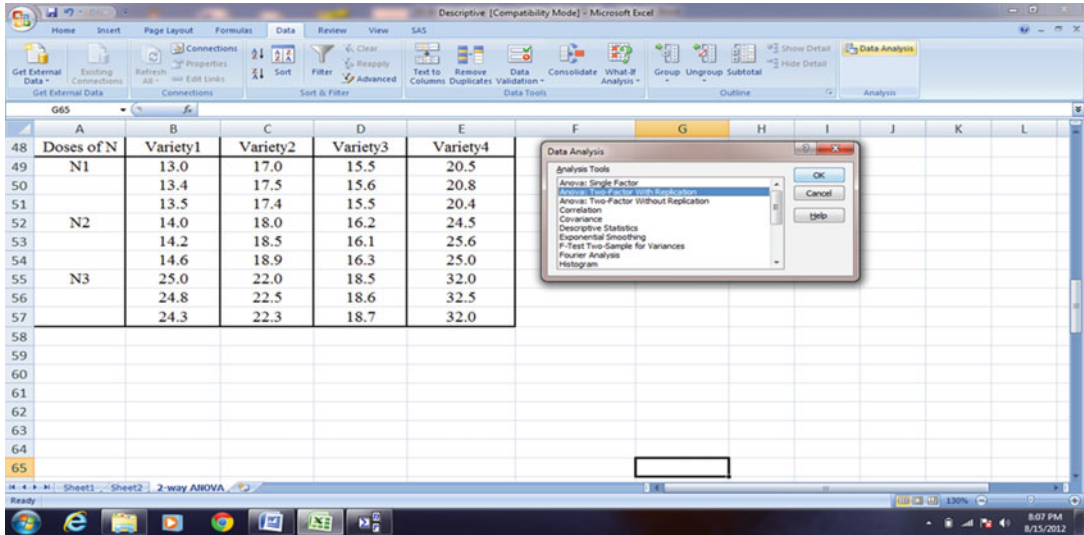 Descriptive [Compatibility Mode] - Microsoft Excel
Home Insert Page Layout Formulas Data Review View SAS
Get External Data
Existing Connections
Refresh All
Connections
Properties
Edit Links
Sort
Filter
Clear
Reapply
Advanced
Text to Columns
Remove Duplicates
Data Validation
Consolidate
What-If Analysis
Group
Ungroup
Subtotal
Show Detail
Hide Detail
Data Analysis
Get External Data Connections Sort & Filter Data Tools Outline Analysis
G65 fx
A B C D E F G H I J K L
48 Doses of N Variety1 Variety2 Variety3 Variety4
49 N1 13.0 17.0 15.5 20.5
50 13.4 17.5 15.6 20.8
51 13.5 17.4 15.5 20.4
52 N2 14.0 18.0 16.2 24.5
53 14.2 18.5 16.1 25.6
54 14.6 18.9 16.3 25.0
55 N3 25.0 22.0 18.5 32.0
56 24.8 22.5 18.6 32.5
57 24.3 22.3 18.7 32.0
58
59
60
61
62
63
64
65
Data Analysis
Analysis Tools
Anova: Single Factor
Anova: Two-Factor With Replication
Anova: Two-Factor Without Replication
Correlation
Covariance
Descriptive Statistics
Exponential Smoothing
F-Test Two-Sample for Variances
Fourier Analysis
Histogram
OK
Cancel
Help
Sheet1 Sheet2 2-way ANOVA
Ready 130%
8:07 PM
8/15/2012